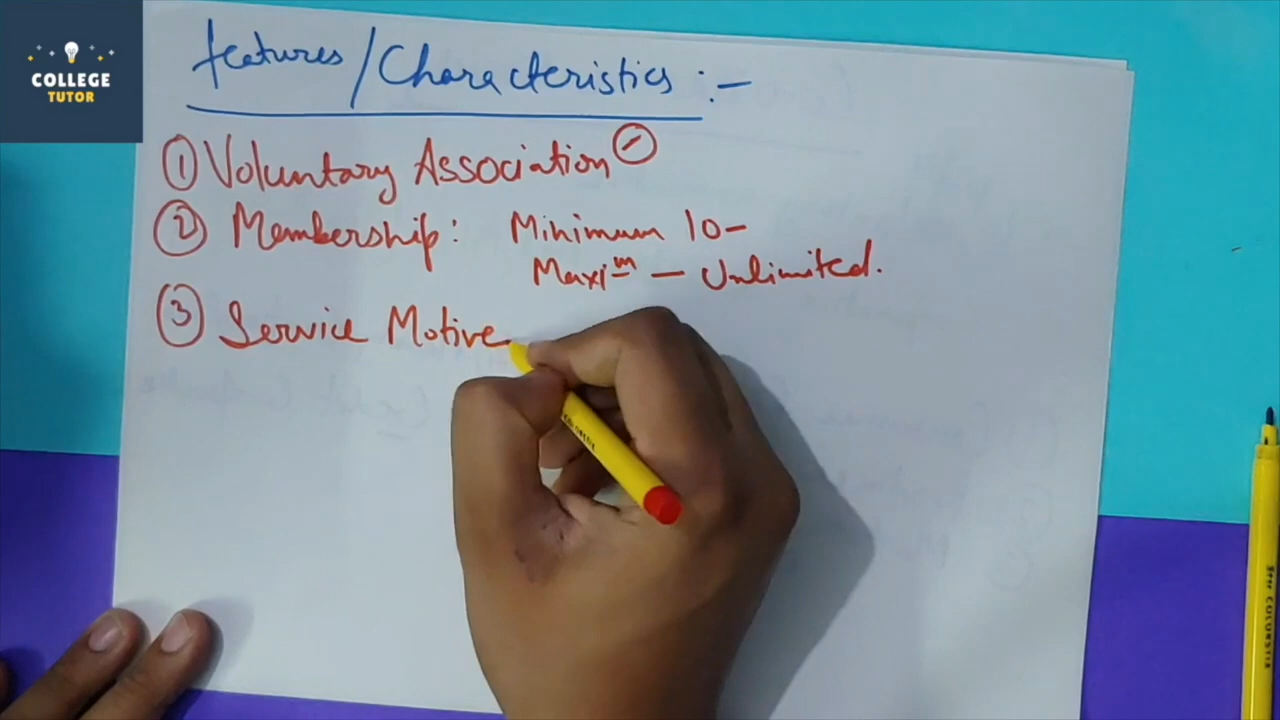 COLLEGE
TUTOR
features/Characteristics :-
① Voluntary Association
② Membership: Minimum 10-
Maxi͟m — Unlimited.
③ Service Motive